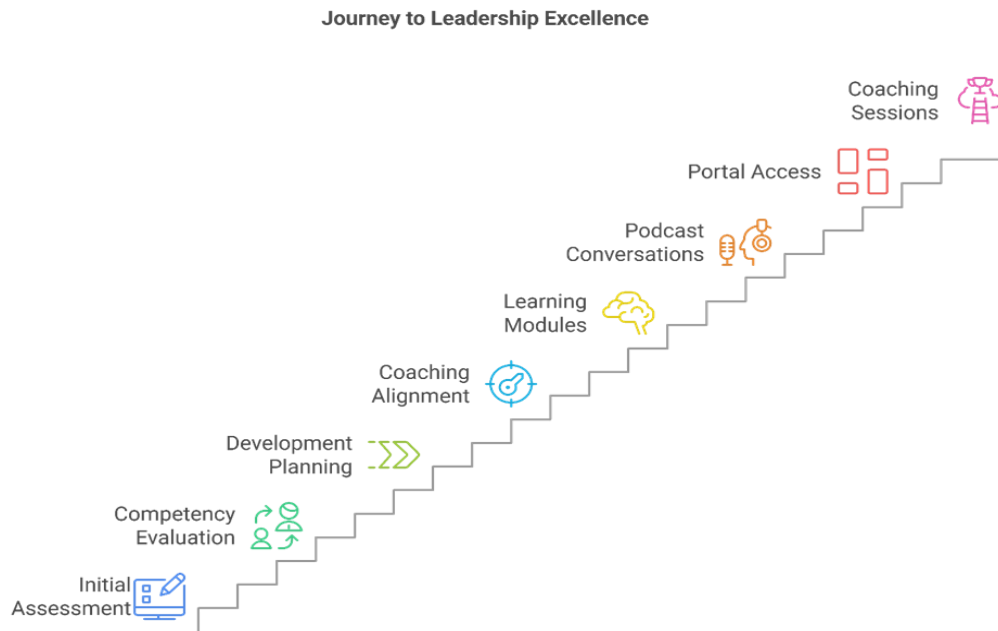 Journey to Leadership Excellence
Coaching
Sessions
Portal Access
Podcast
Conversations
Learning
Modules
Coaching
Alignment
Development
Planning
Competency
Evaluation
Initial
Assessment